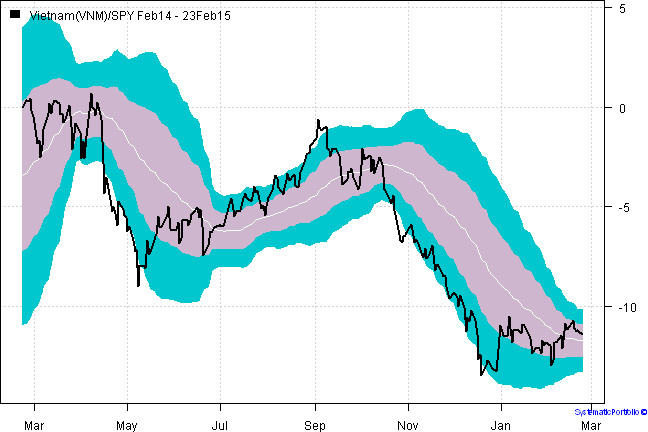 Vietnam(VNM)/SPY Feb14 - 23Feb15
5
0
-5
-10
SystematicPortfolio ©
Mar May Jul Sep Nov Jan Mar